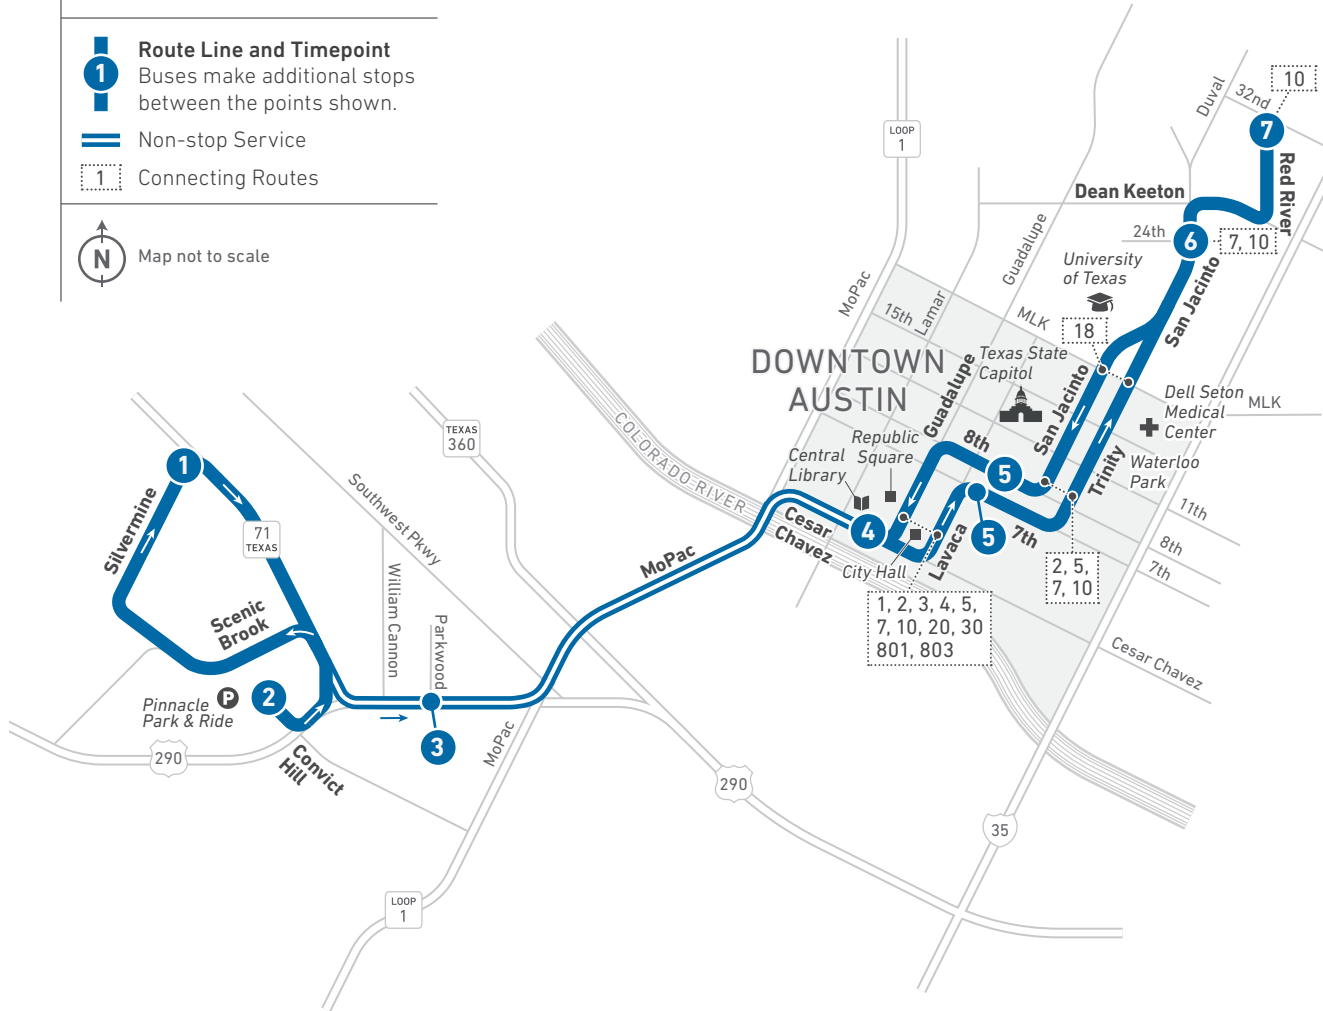 Route Line and Timepoint
1
Buses make additional stops
between the points shown.
Non-stop Service
1
Connecting Routes
N
Map not to scale
10
32nd
Duval
7
LOOP
1
Red River
Dean Keeton
24th
6
7, 10
Guadalupe
University
of Texas
San Jacinto
MoPac
Lamar
15th
MLK
18
DOWNTOWN
AUSTIN
Texas State
Capitol
Guadalupe
San Jacinto
Dell Seton
Medical
Center
MLK
TEXAS
360
COLORADO RIVER
Republic
Square
8th
Central
Library
5
Trinity
Waterloo
Park
1
Southwest Pkwy
Silvermine
11th
Cesar
Chavez
4
5
7th
Lavaca
71
TEXAS
8th
7th
City Hall
2, 5,
7, 10
MoPac
William Cannon
1, 2, 3, 4, 5,
7, 10, 20, 30
801, 803
Scenic
Brook
Parkwood
Cesar Chavez
Pinnacle
Park & Ride
P
2
3
MoPac
290
Convict
Hill
290
35
LOOP
1